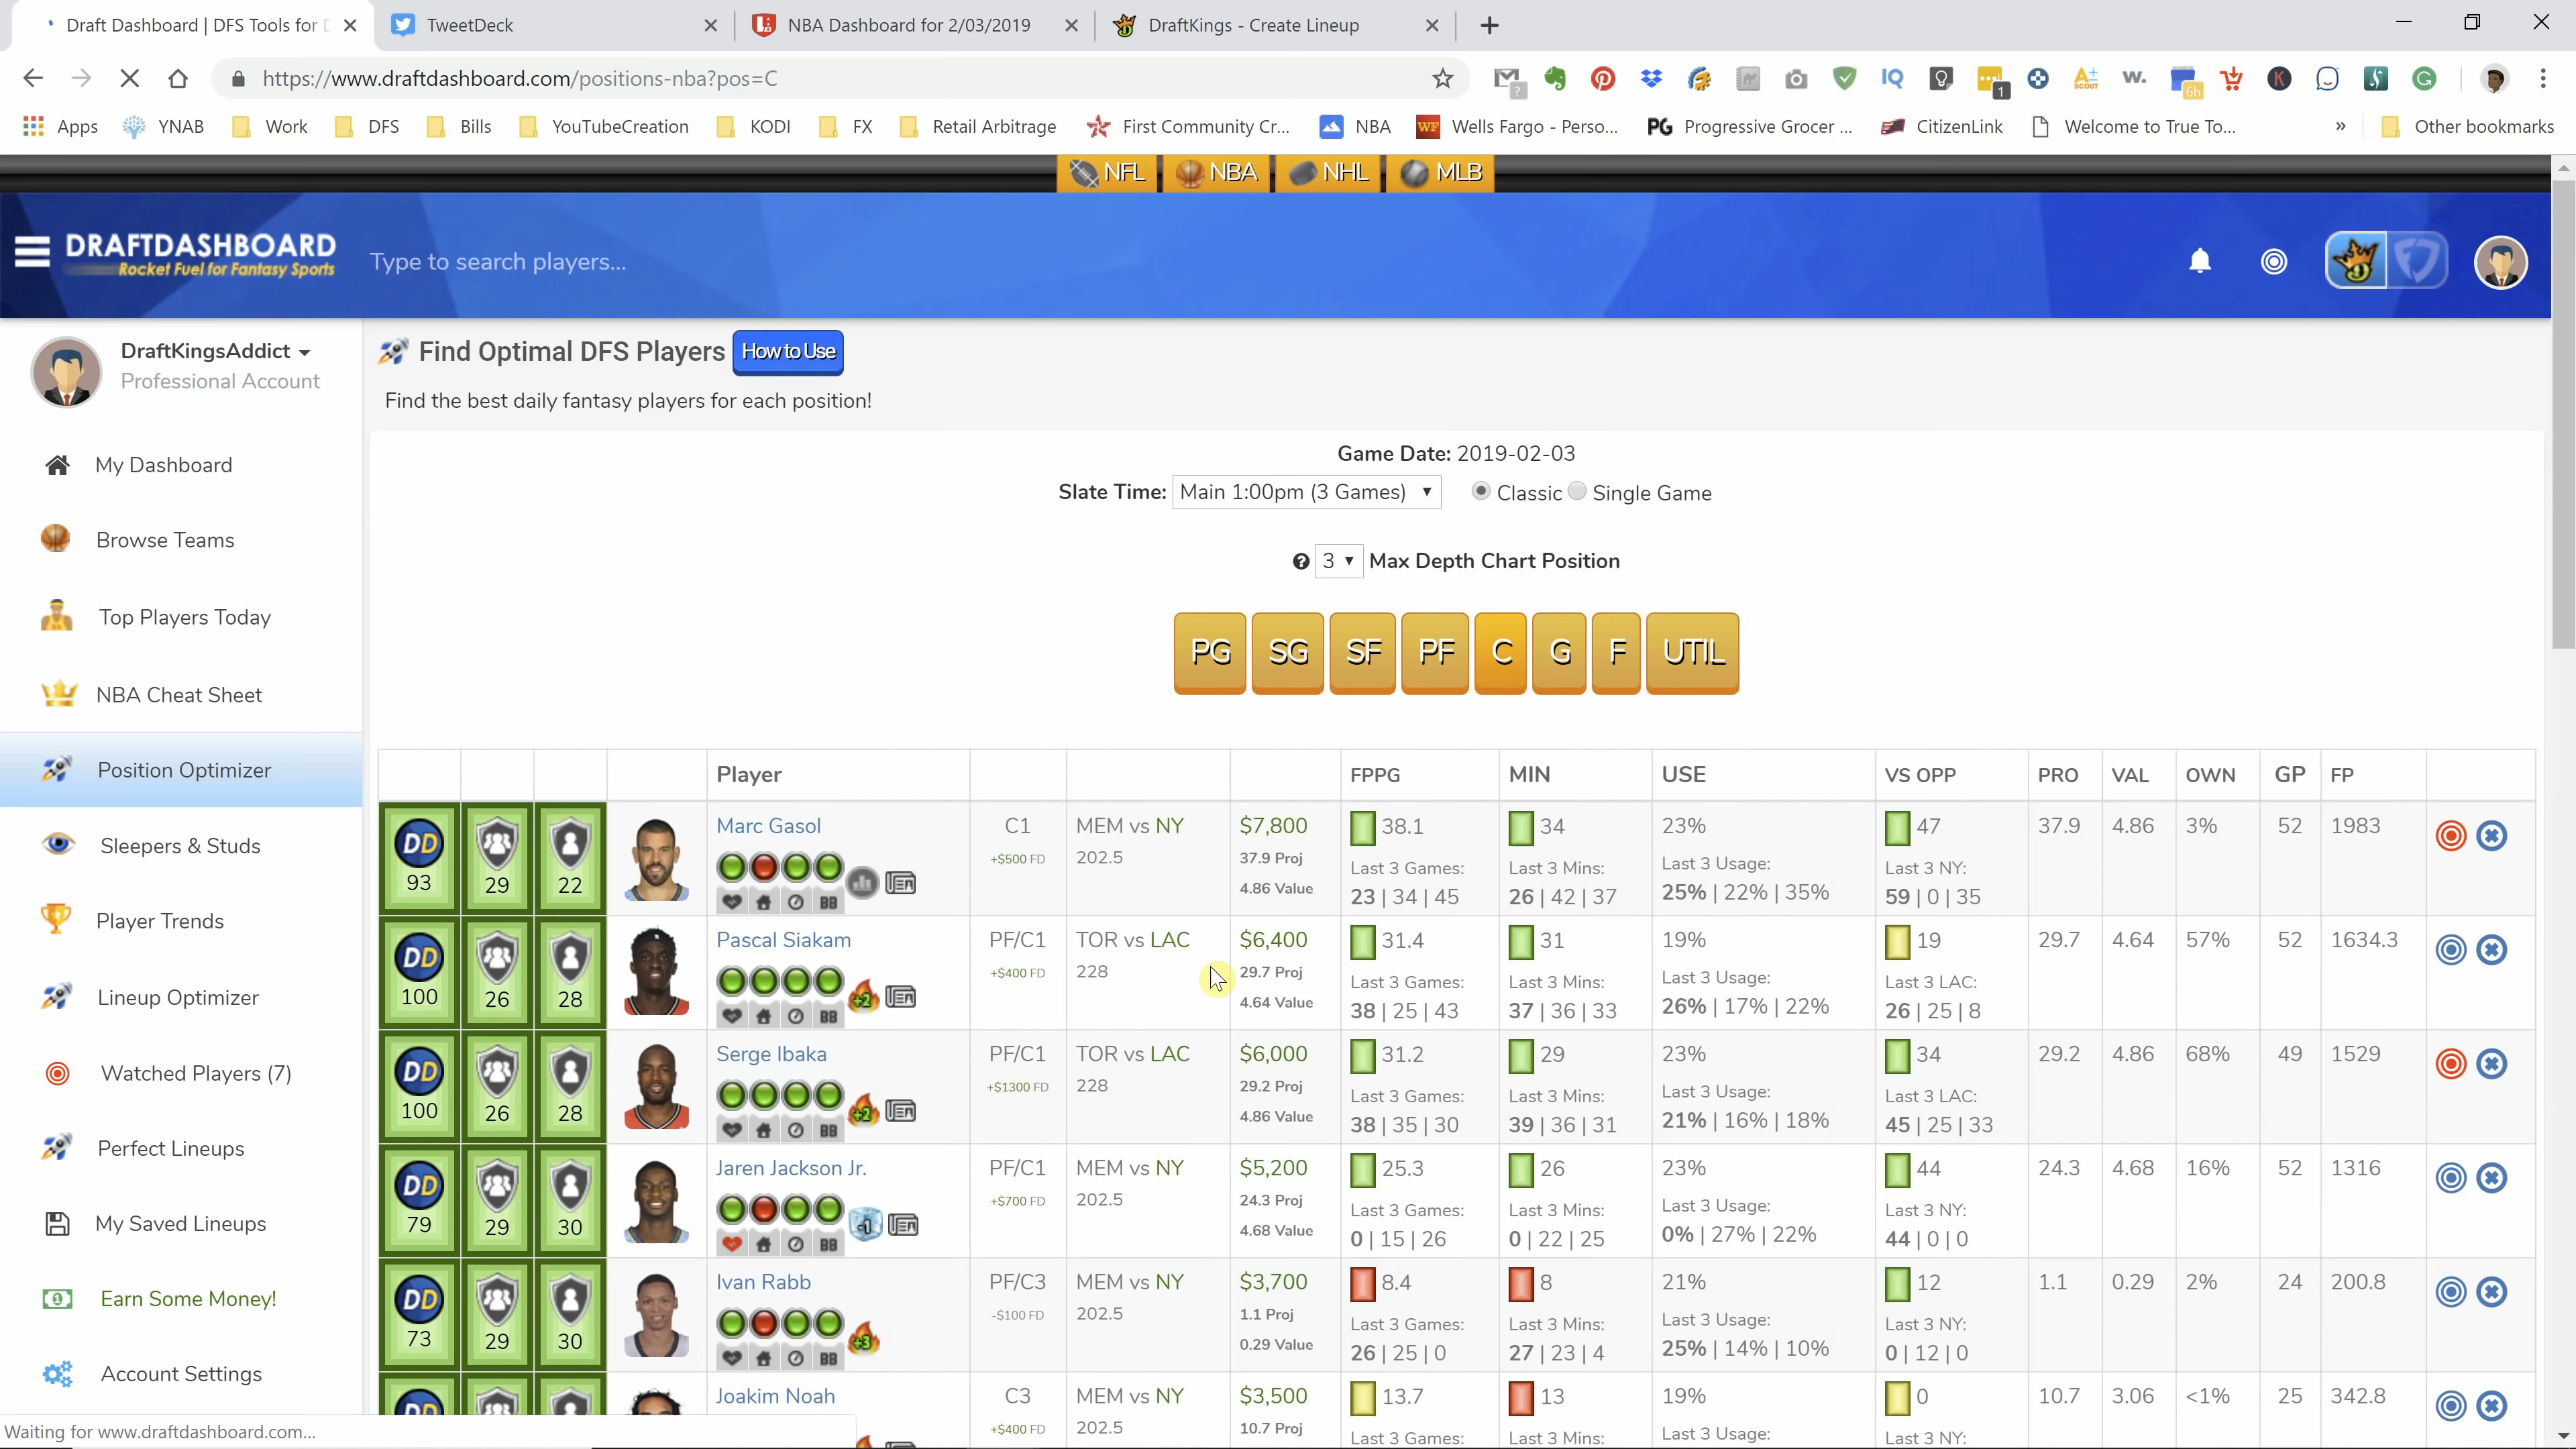 Draft Dashboard | DFS Tools for D
TweetDeck
NBA Dashboard for 2/03/2019
DraftKings - Create Lineup
https://www.draftdashboard.com/positions-nba?pos=C
Apps YNAB Work DFS Bills YouTubeCreation KODI FX Retail Arbitrage First Community Cr... NBA Wells Fargo - Perso... PG Progressive Grocer ... CitizenLink Welcome to True To... » Other bookmarks
NFL NBA NHL MLB
DRAFTDASHBOARD
Rocket Fuel for Fantasy Sports
Type to search players...
DraftKingsAddict
Professional Account
My Dashboard
Browse Teams
Top Players Today
NBA Cheat Sheet
Position Optimizer
Sleepers & Studs
Player Trends
Lineup Optimizer
Watched Players (7)
Perfect Lineups
My Saved Lineups
Earn Some Money!
Account Settings
Find Optimal DFS Players How to Use
Find the best daily fantasy players for each position!
Game Date: 2019-02-03
Slate Time: Main 1:00pm (3 Games) Classic Single Game
3 Max Depth Chart Position
PG SG SF PF C G F UTIL
Player FPPG MIN USE VS OPP PRO VAL OWN GP FP
Marc Gasol C1 MEM vs NY $7,800 38.1 34 23% 47 37.9 4.86 3% 52 1983
+$500 FD 202.5 37.9 Proj Last 3 Games: Last 3 Mins: Last 3 Usage: Last 3 NY:
DD 93 29 22 4.86 Value 23 | 34 | 45 26 | 42 | 37 25% | 22% | 35% 59 | 0 | 35
BB
Pascal Siakam PF/C1 TOR vs LAC $6,400 31.4 31 19% 19 29.7 4.64 57% 52 1634.3
+$400 FD 228 29.7 Proj Last 3 Games: Last 3 Mins: Last 3 Usage: Last 3 LAC:
DD 100 26 28 +2 4.64 Value 38 | 25 | 43 37 | 36 | 33 26% | 17% | 22% 26 | 25 | 8
BB
Serge Ibaka PF/C1 TOR vs LAC $6,000 31.2 29 23% 34 29.2 4.86 68% 49 1529
+$1300 FD 228 29.2 Proj Last 3 Games: Last 3 Mins: Last 3 Usage: Last 3 LAC:
DD 100 26 28 +2 4.86 Value 38 | 35 | 30 39 | 36 | 31 21% | 16% | 18% 45 | 25 | 33
BB
Jaren Jackson Jr. PF/C1 MEM vs NY $5,200 25.3 26 23% 44 24.3 4.68 16% 52 1316
+$700 FD 202.5 24.3 Proj Last 3 Games: Last 3 Mins: Last 3 Usage: Last 3 NY:
DD 79 29 30 -1 4.68 Value 0 | 15 | 26 0 | 22 | 25 0% | 27% | 22% 44 | 0 | 0
BB
Ivan Rabb PF/C3 MEM vs NY $3,700 8.4 8 21% 12 1.1 0.29 2% 24 200.8
-$100 FD 202.5 1.1 Proj Last 3 Games: Last 3 Mins: Last 3 Usage: Last 3 NY:
DD 73 29 30 +3 0.29 Value 26 | 25 | 0 27 | 23 | 4 25% | 14% | 10% 0 | 12 | 0
BB
Joakim Noah C3 MEM vs NY $3,500 13.7 13 19% 0 10.7 3.06 <1% 25 342.8
+$400 FD 202.5 10.7 Proj Last 3 Games: Last 3 Mins: Last 3 Usage: Last 3 NY:
Waiting for www.draftdashboard.com...